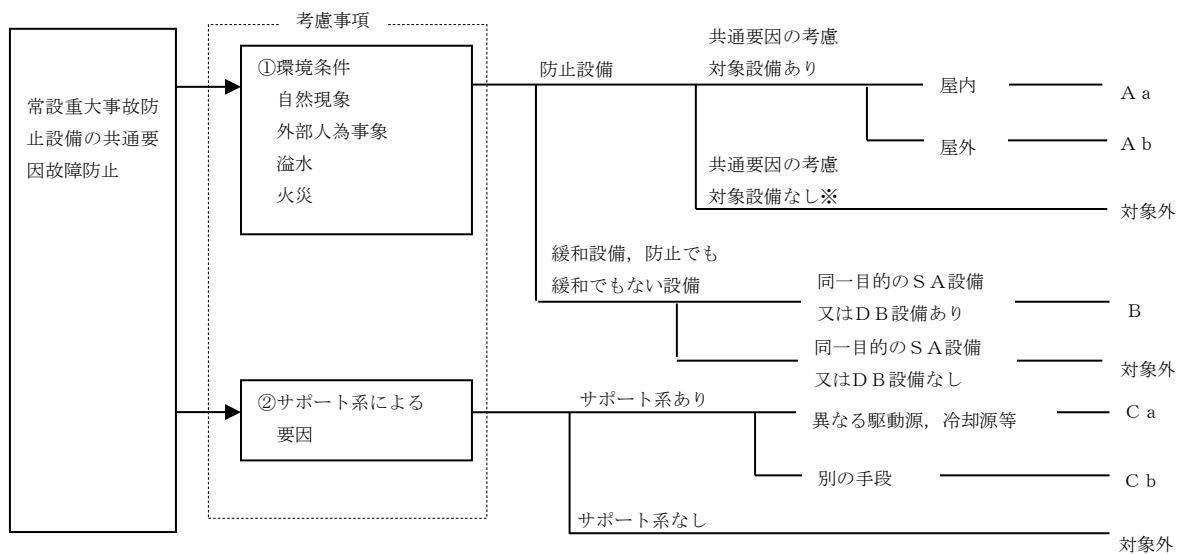 考慮事項
常設重大事故防
止設備の共通要
因故障防止
①環境条件
自然現象
外部人為事象
溢水
火災
防止設備
共通要因の考慮
対象設備あり
屋内
Ａａ
屋外
Ａｂ
共通要因の考慮
対象設備なし※
対象外
緩和設備，防止でも
緩和でもない設備
同一目的のＳＡ設備
又はＤＢ設備あり
Ｂ
同一目的のＳＡ設備
又はＤＢ設備なし
対象外
②サポート系による
要因
サポート系あり
異なる駆動源，冷却源等
Ｃａ
別の手段
Ｃｂ
サポート系なし
対象外